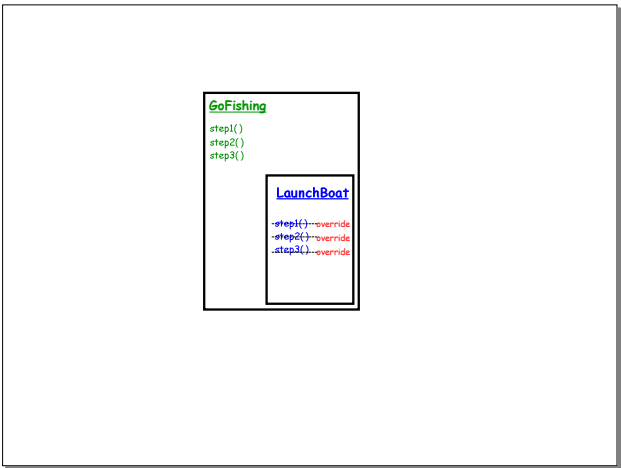 GoFishing
step1()
step2()
step3()
LaunchBoat
step1() override
step2() override
step3() override